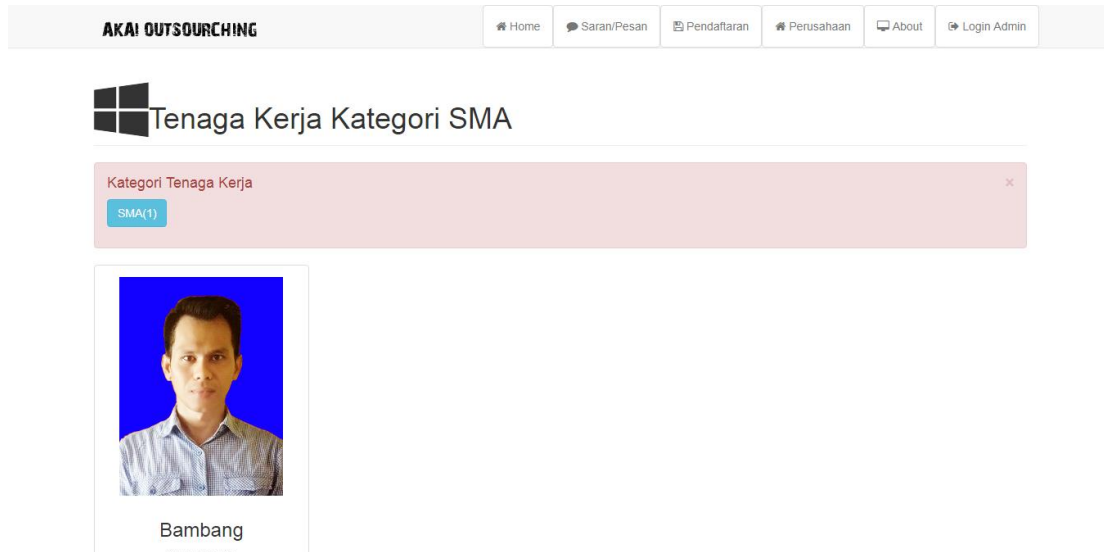 AKAI OUTSOURCHING
Home Saran/Pesan Pendaftaran Perusahaan About Login Admin
Tenaga Kerja Kategori SMA
Kategori Tenaga Kerja ×
SMA(1)
Bambang